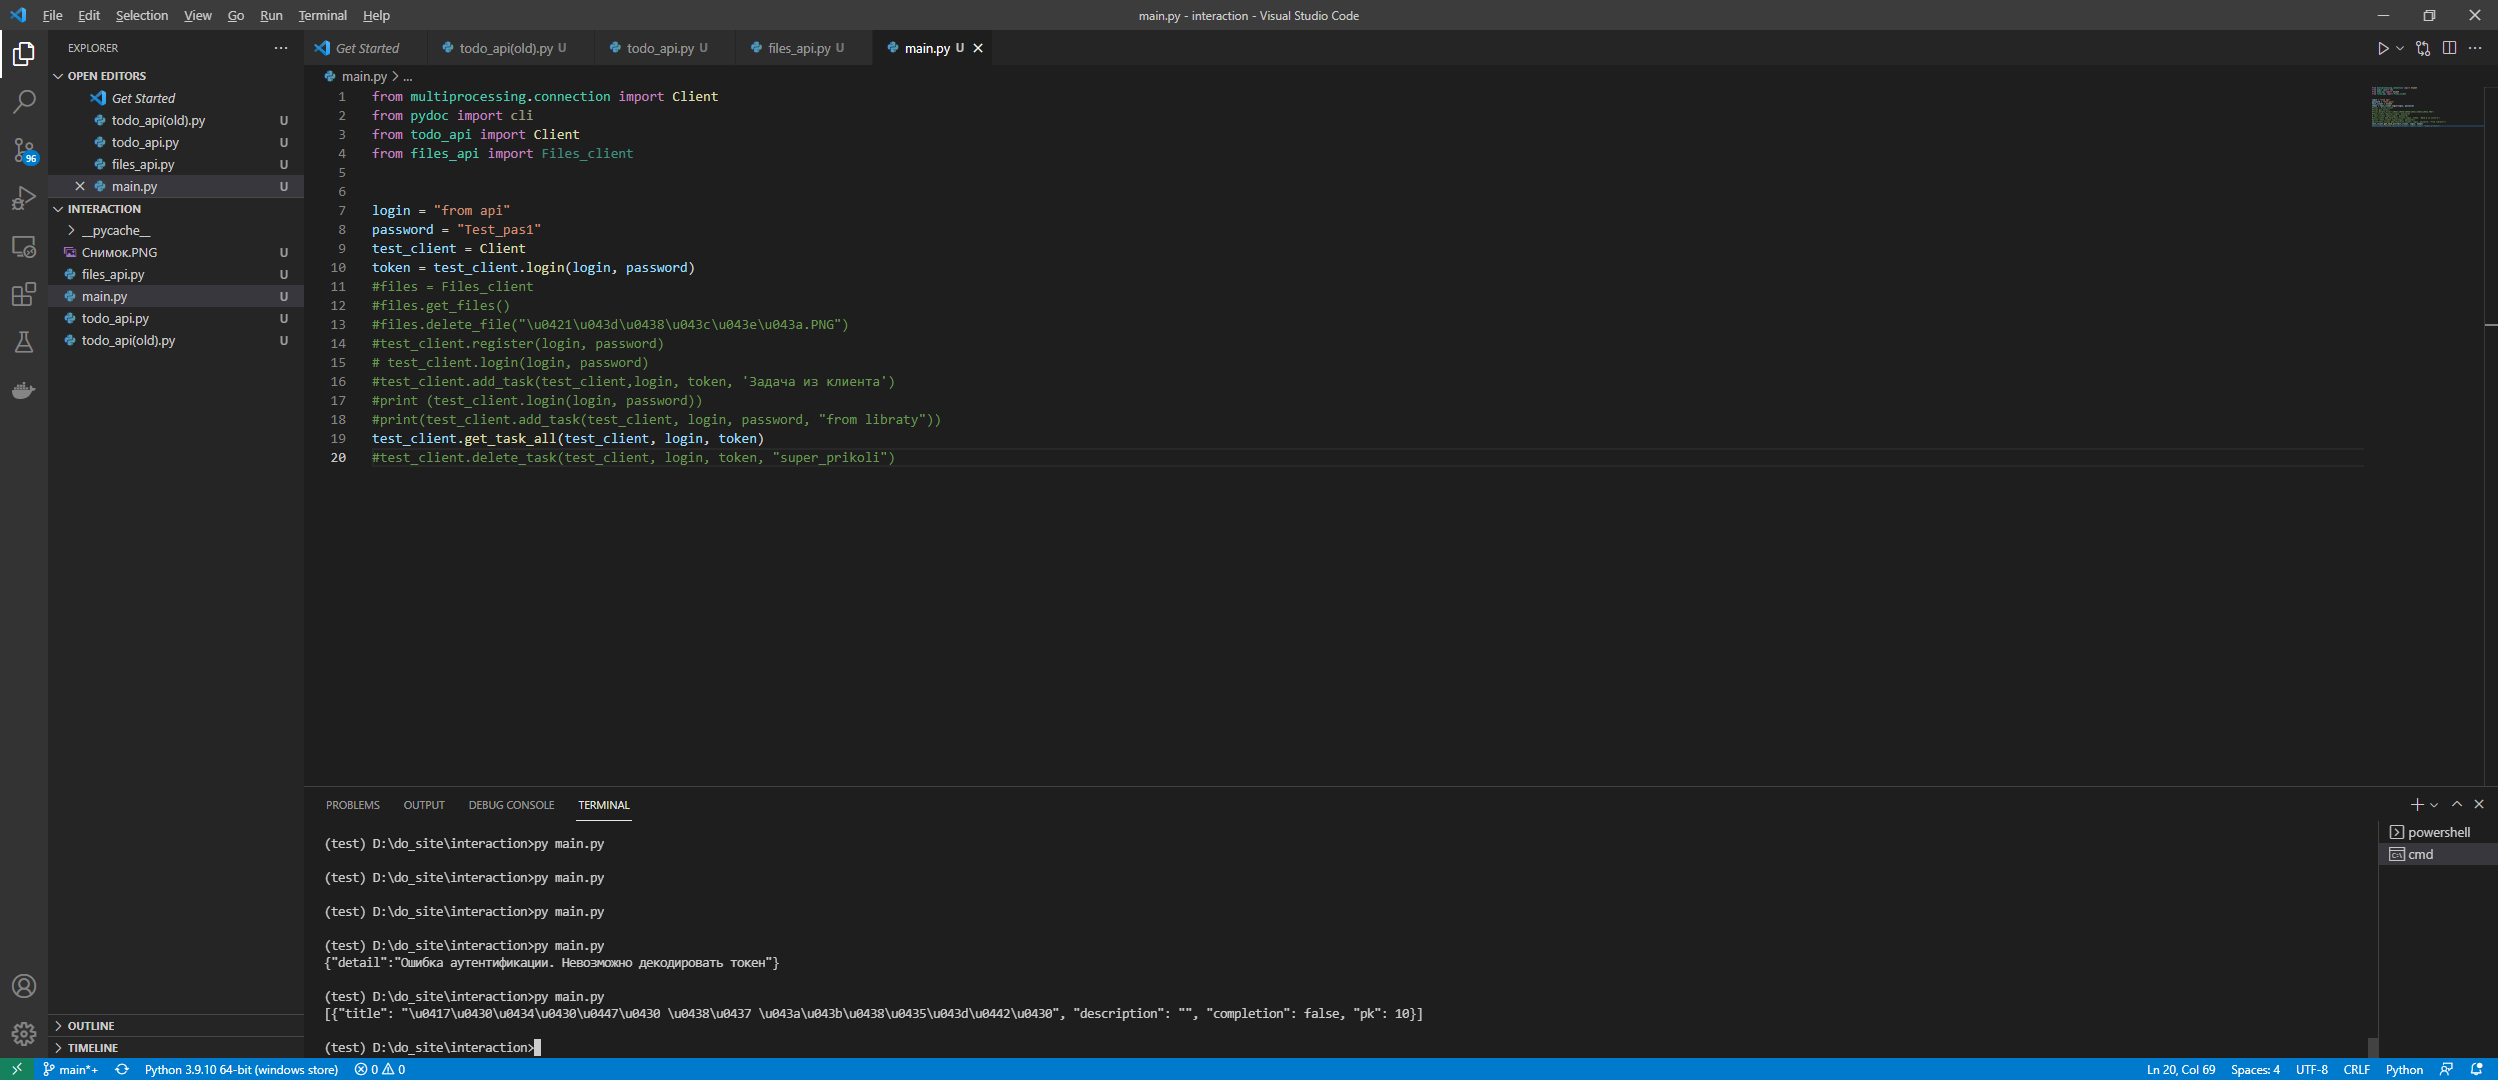 File Edit Selection View Go Run Terminal Help
main.py - interaction - Visual Studio Code
EXPLORER
Get Started
todo_api(old).py U
todo_api.py U
files_api.py U
main.py U
OPEN EDITORS
Get Started
todo_api(old).py U
todo_api.py U
files_api.py U
main.py U
INTERACTION
__pycache__
Снимок.PNG U
files_api.py U
main.py U
todo_api.py U
todo_api(old).py U
OUTLINE
TIMELINE
96
main.py > ...
1 from multiprocessing.connection import Client
2 from pydoc import cli
3 from todo_api import Client
4 from files_api import Files_client
5
6
7 login = "from api"
8 password = "Test_pas1"
9 test_client = Client
10 token = test_client.login(login, password)
11 #files = Files_client
12 #files.get_files()
13 #files.delete_file("\u0421\u043d\u0438\u043c\u043e\u043a.PNG")
14 #test_client.register(login, password)
15 # test_client.login(login, password)
16 #test_client.add_task(test_client,login, token, 'Задача из клиента')
17 #print (test_client.login(login, password))
18 #print(test_client.add_task(test_client, login, password, "from libraty"))
19 test_client.get_task_all(test_client, login, token)
20 #test_client.delete_task(test_client, login, token, "super_prikoli")
PROBLEMS OUTPUT DEBUG CONSOLE TERMINAL
(test) D:\do_site\interaction>py main.py
(test) D:\do_site\interaction>py main.py
(test) D:\do_site\interaction>py main.py
(test) D:\do_site\interaction>py main.py
{"detail":"Ошибка аутентификации. Невозможно декодировать токен"}
(test) D:\do_site\interaction>py main.py
[{"title": "\u0417\u0430\u0434\u0430\u0447\u0430 \u0438\u0437 \u043a\u043b\u0438\u0435\u043d\u0442\u0430", "description": "", "completion": false, "pk": 10}]
(test) D:\do_site\interaction>
powershell
cmd
main*+ Python 3.9.10 64-bit (windows store) 0 0
Ln 20, Col 69 Spaces: 4 UTF-8 CRLF Python